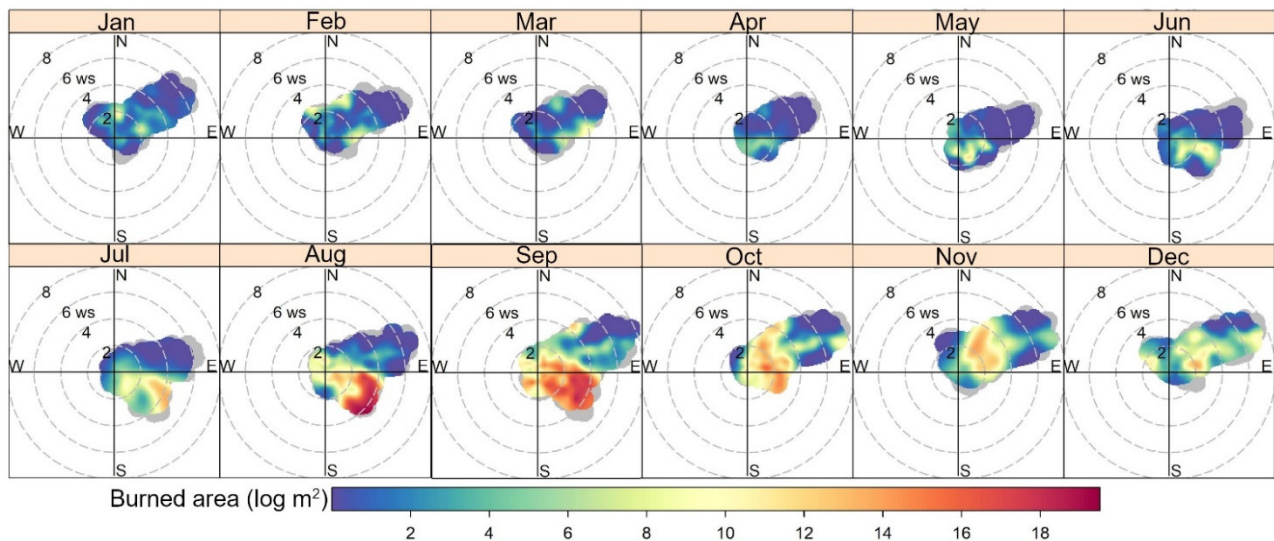 Jan Feb Mar Apr May Jun
N N N N N N
8 8 8 8 8 8
6 ws 6 ws 6 ws 6 ws 6 ws 6 ws
4 4 4 4 4 4
2 2 2 2 2 2
W E W E W E W E W E W E
S S S S S S
Jul Aug Sep Oct Nov Dec
N N N N N N
8 8 8 8 8 8
6 ws 6 ws 6 ws 6 ws 6 ws 6 ws
4 4 4 4 4 4
2 2 2 2 2 2
W E W E W E W E W E W E
S S S S S S
Burned area (log m²)
2 4 6 8 10 12 14 16 18